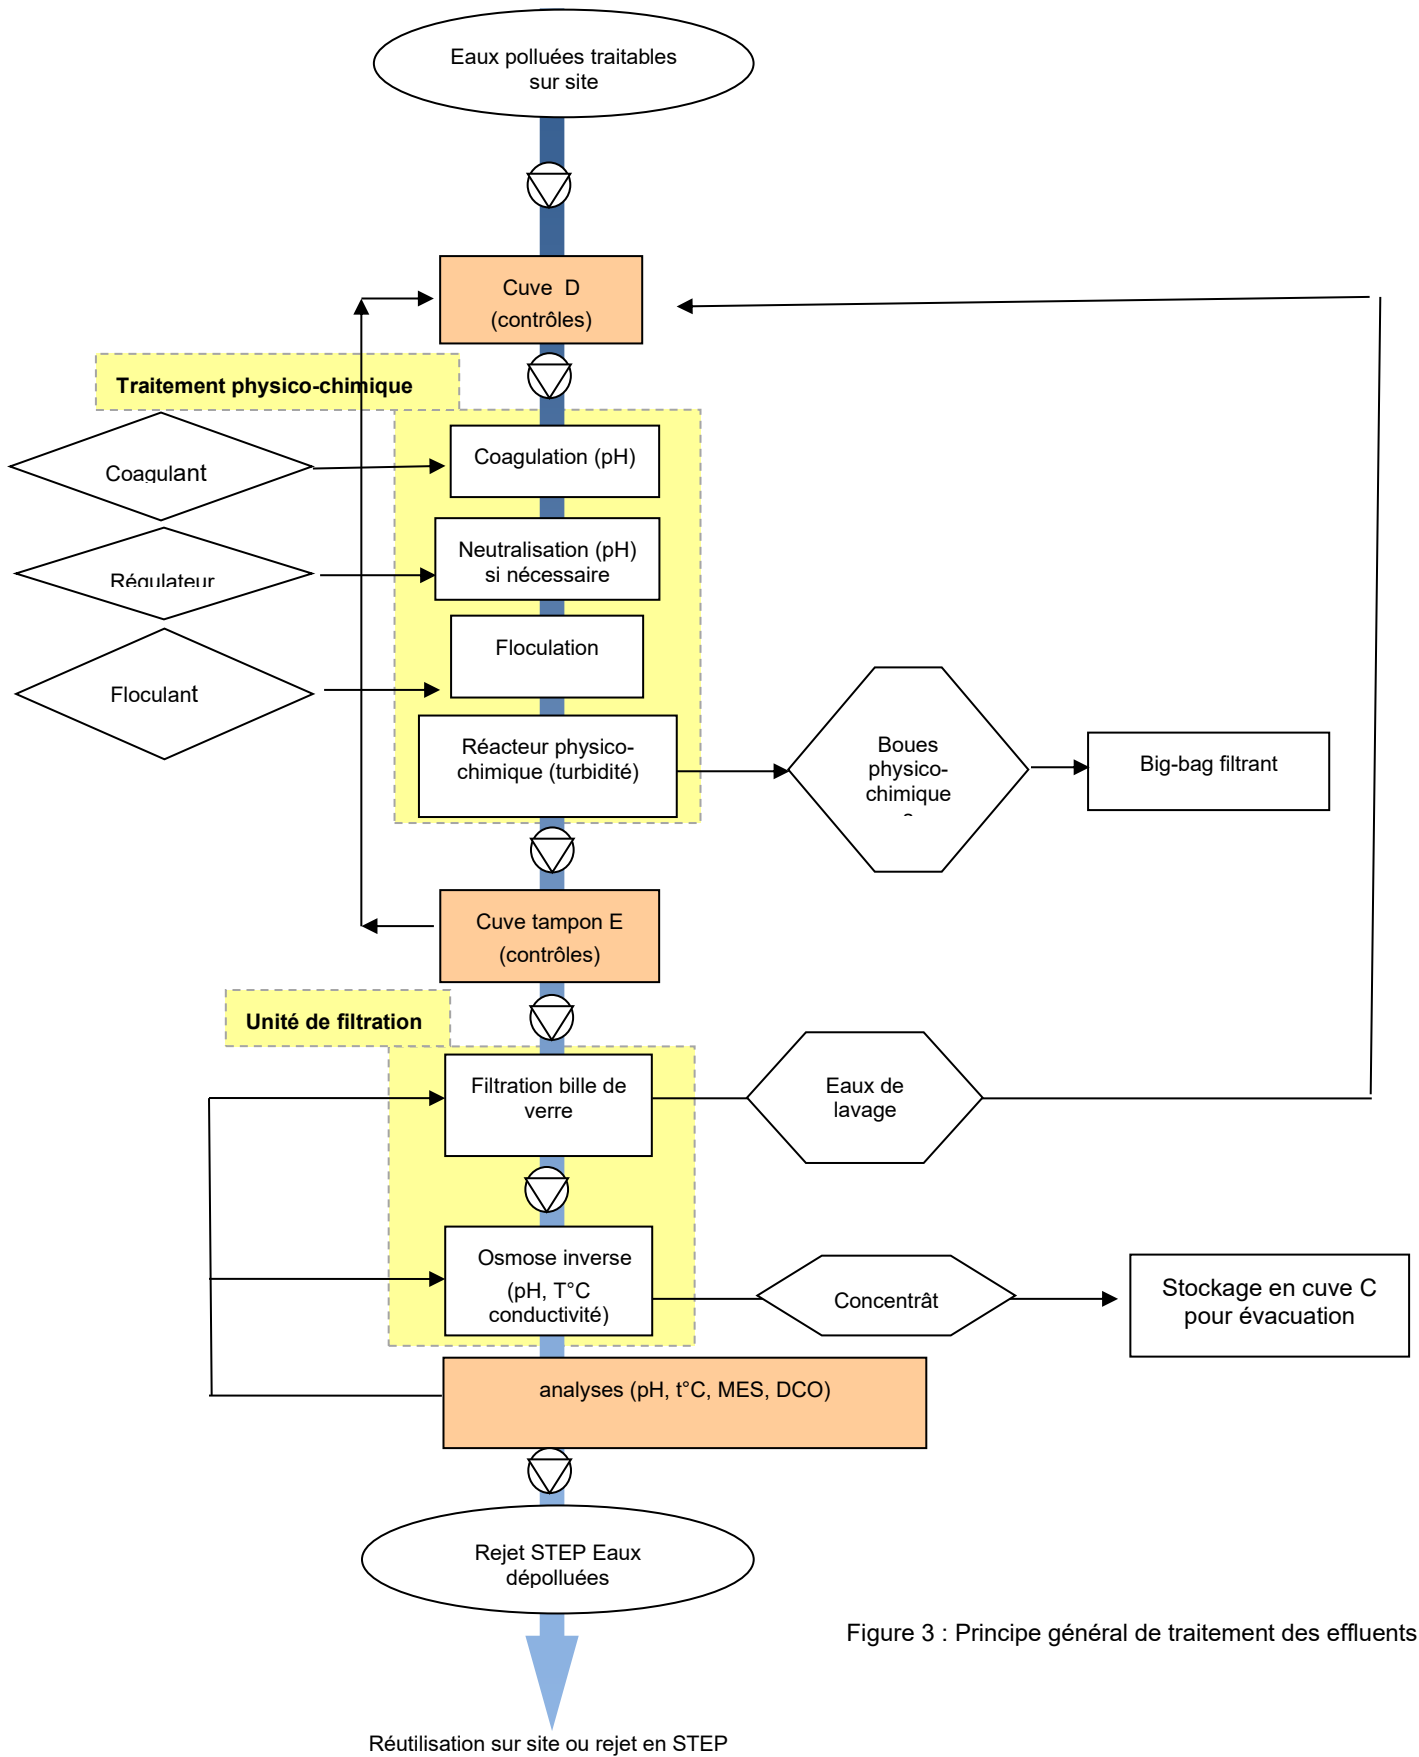 Eaux polluées traitables
sur site
Cuve D
(contrôles)
Traitement physico-chimique
Coagulant
Coagulation (pH)
Régulateur
Neutralisation (pH)
si nécessaire
Floculant
Floculation
Réacteur physico-
chimique (turbidité)
Boues
physico-
chimique
Big-bag filtrant
Cuve tampon E
(contrôles)
Unité de filtration
Filtration bille de
verre
Eaux de
lavage
Osmose inverse
(pH, T°C
conductivité)
Concentrât
Stockage en cuve C
pour évacuation
analyses (pH, t°C, MES, DCO)
Rejet STEP Eaux
dépolluées
Figure 3 : Principe général de traitement des effluents
Réutilisation sur site ou rejet en STEP